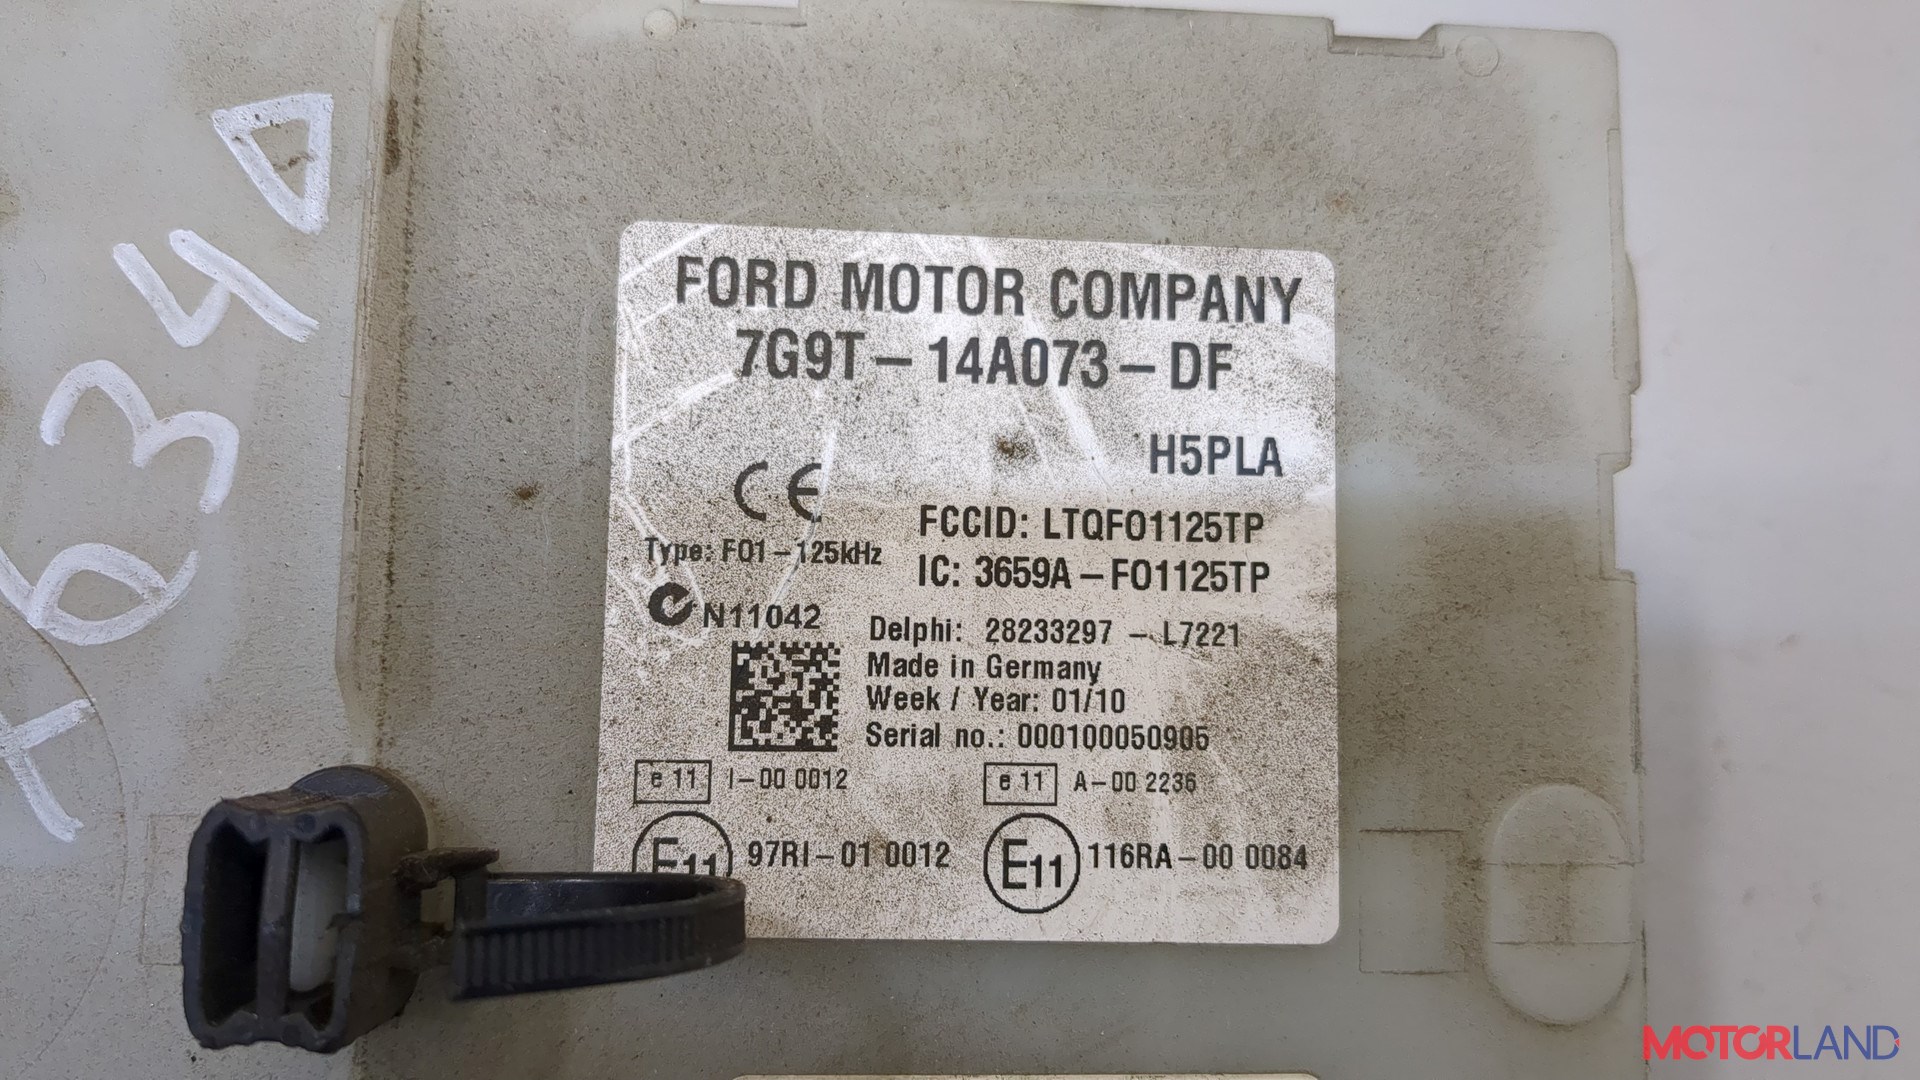 FORD MOTOR COMPANY
7G9T-14A073-DF
H5PLA
CE
FCCID: LTQFO1125TP
Type: FO1-125kHz
IC: 3659A-FO1125TP
N11042
Delphi: 28233297 - L7221
Made in Germany
Week / Year: 01/10
Serial no.: 000100050905
e 11 I-00 0012
e 11 A-00 2236
E11 97RI-01 0012
E11 116RA-00 0084
MOTORLAND